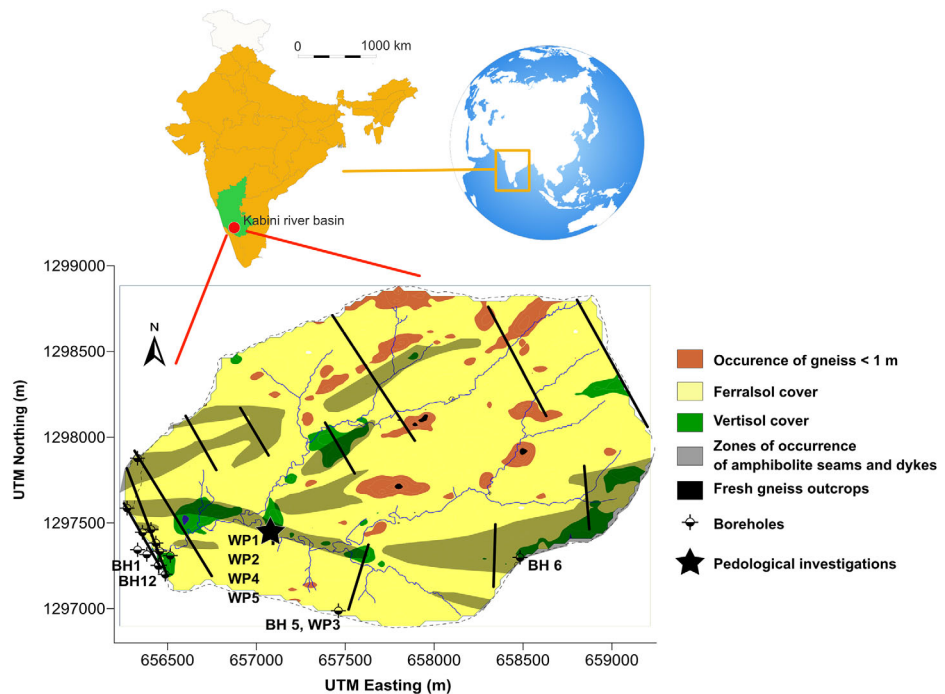 0 1000 km
Kabini river basin
1299000
1298500
1298000
1297500
1297000
UTM Northing (m)
N
WP1
WP2
WP4
WP5
BH1
BH12
BH 5, WP3
BH 6
656500 657000 657500 658000 658500 659000
UTM Easting (m)
Occurence of gneiss < 1 m
Ferralsol cover
Vertisol cover
Zones of occurrence
of amphibolite seams and dykes
Fresh gneiss outcrops
Boreholes
Pedological investigations